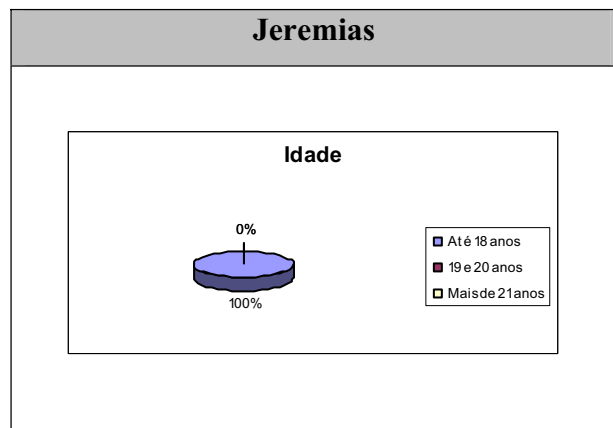 Jeremias
Idade
0%
100%
Até 18 anos
19 e 20 anos
Mais de 21 anos